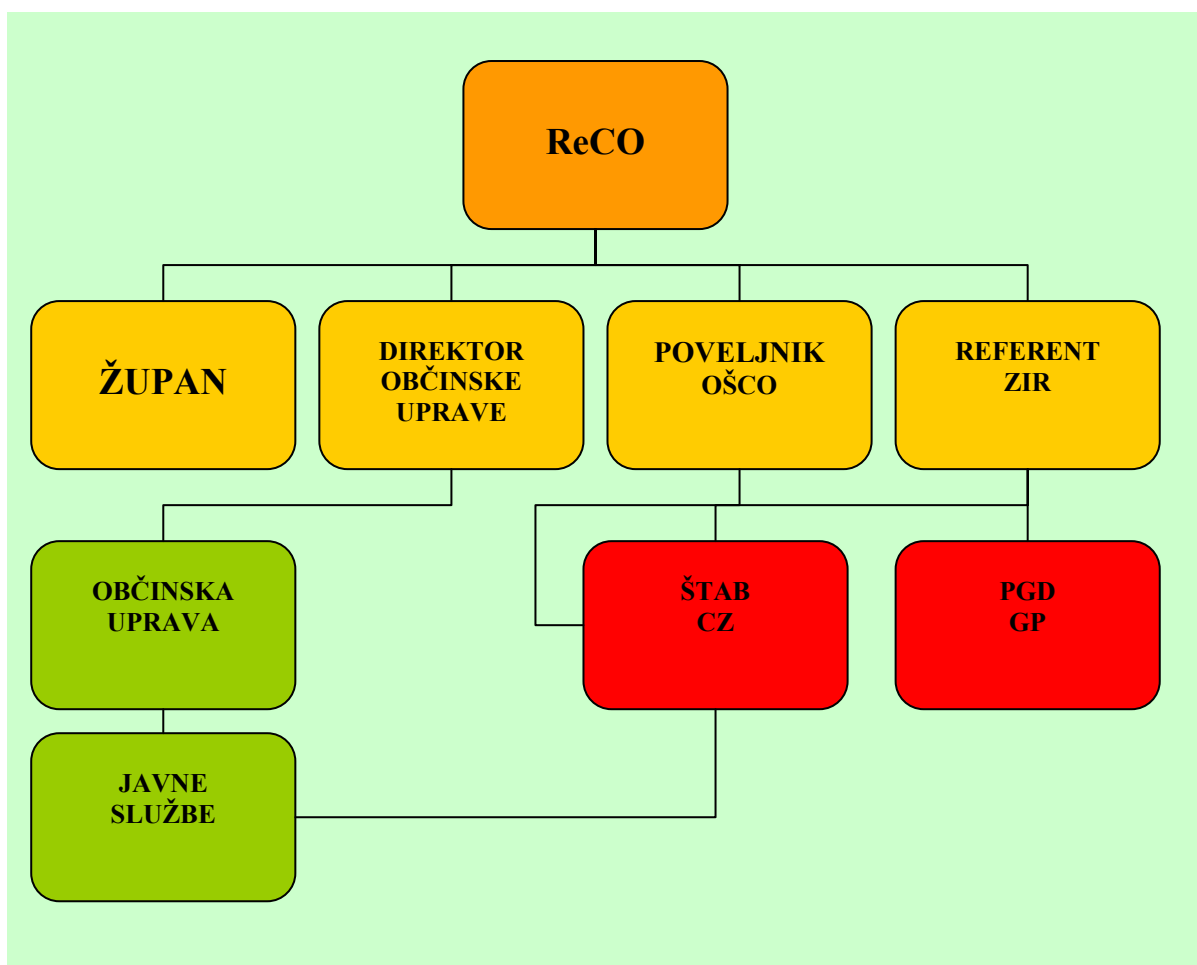 ReCO
ŽUPAN
DIREKTOR
OBČINSKE
UPRAVE
POVELJNIK
OŠCO
REFERENT
ZIR
OBČINSKA
UPRAVA
ŠTAB
CZ
PGD
GP
JAVNE
SLUŽBE